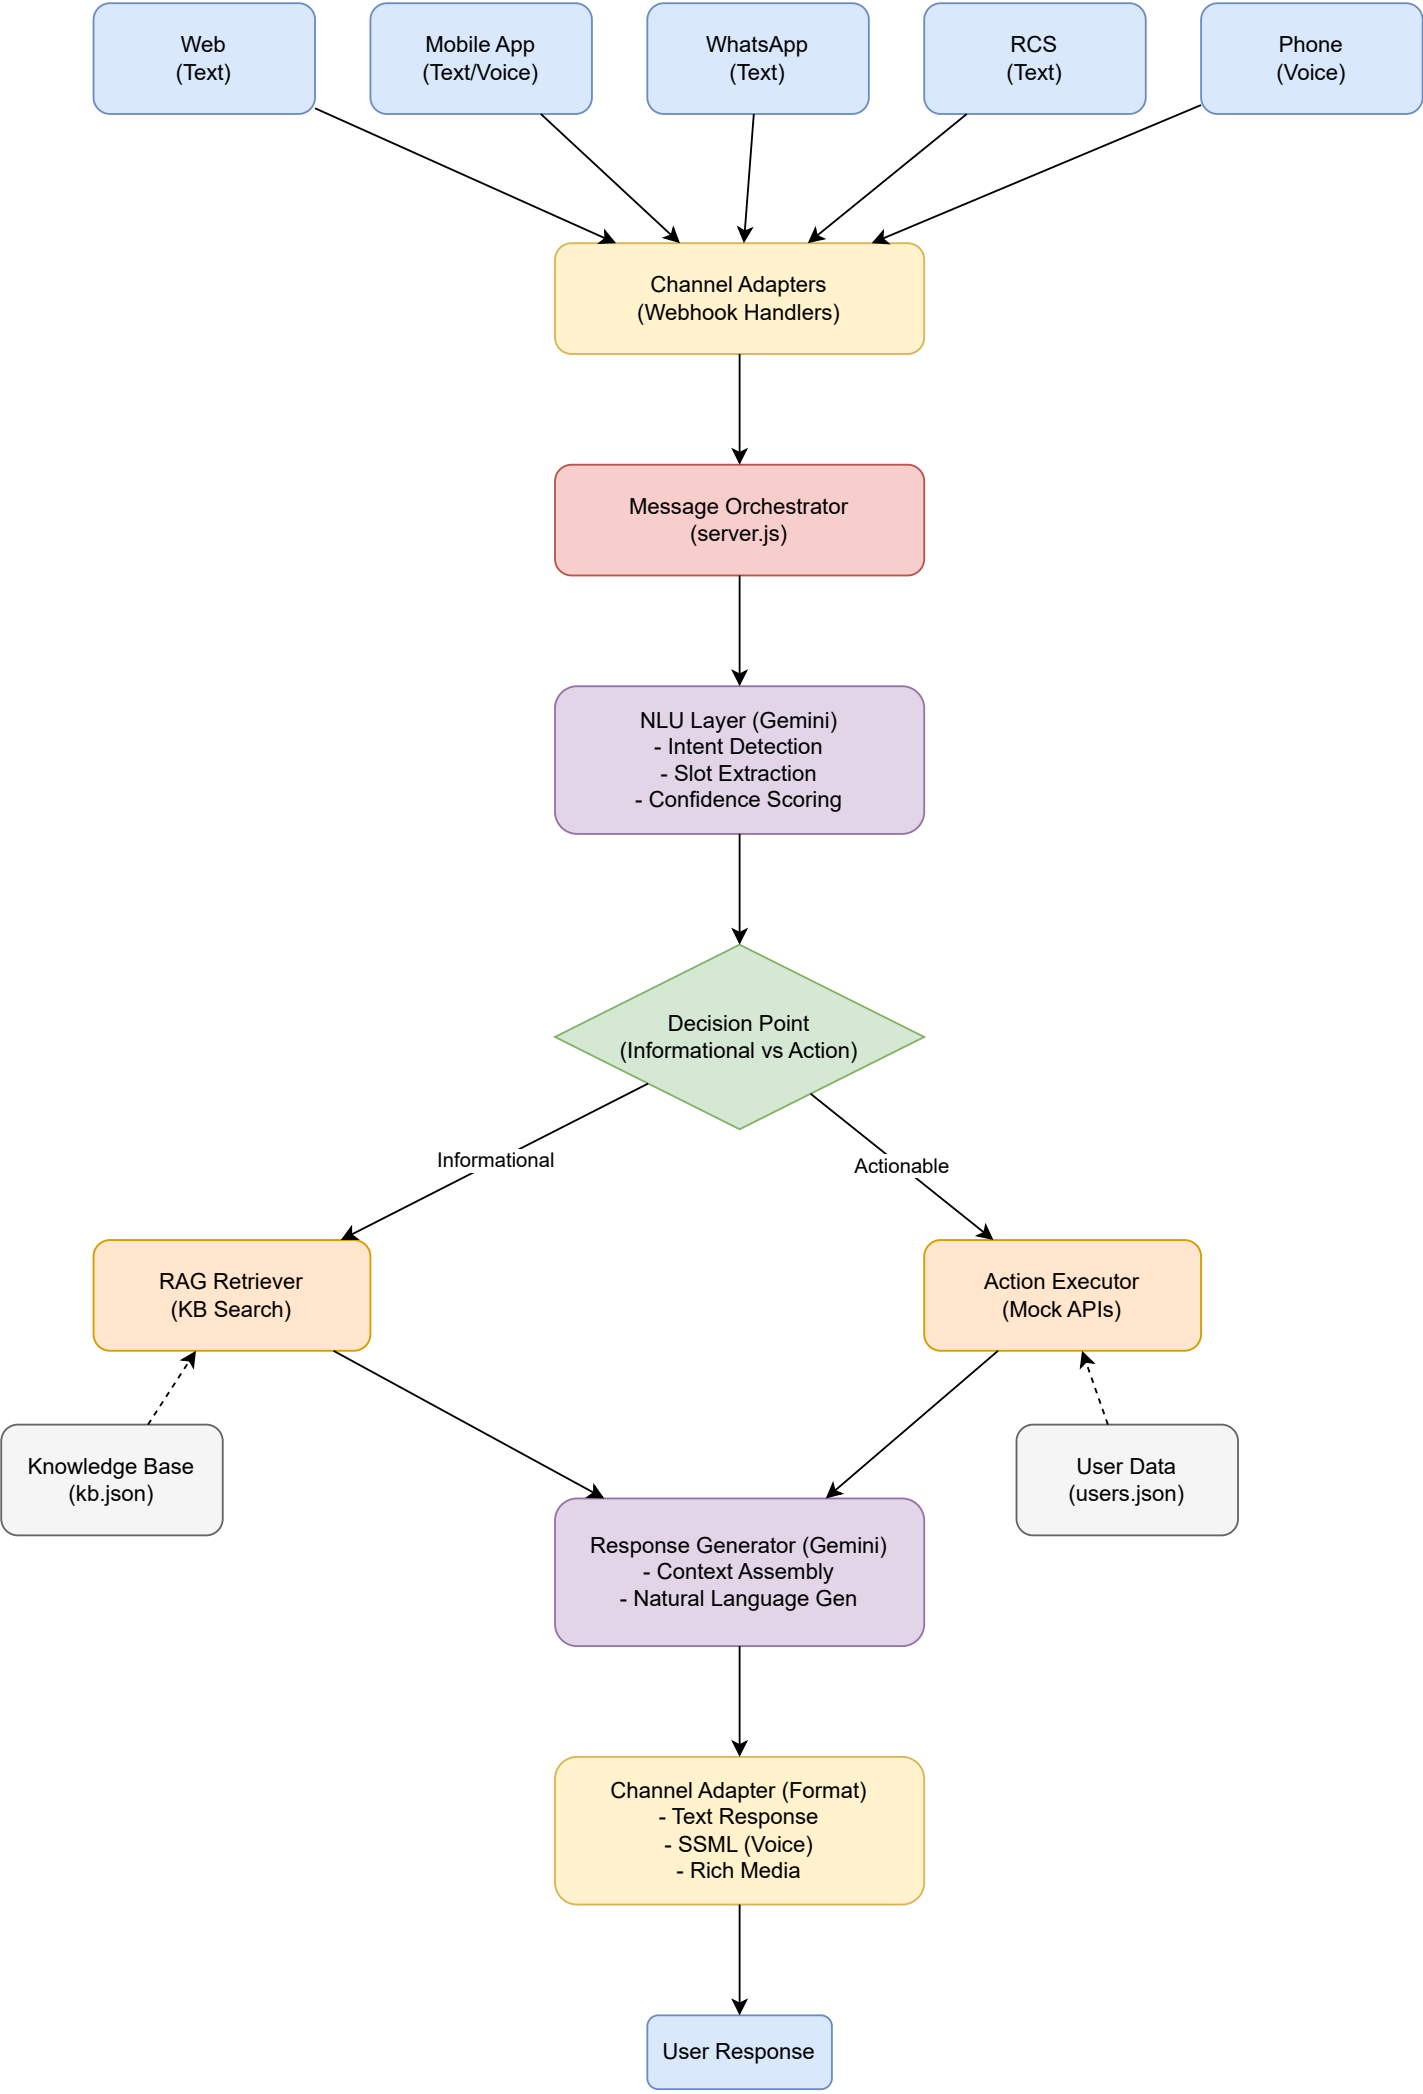 Web
(Text)
Mobile App
(Text/Voice)
WhatsApp
(Text)
RCS
(Text)
Phone
(Voice)
Channel Adapters
(Webhook Handlers)
Message Orchestrator
(server.js)
NLU Layer (Gemini)
- Intent Detection
- Slot Extraction
- Confidence Scoring
Decision Point
(Informational vs Action)
Informational
Actionable
RAG Retriever
(KB Search)
Action Executor
(Mock APIs)
Knowledge Base
(kb.json)
User Data
(users.json)
Response Generator (Gemini)
- Context Assembly
- Natural Language Gen
Channel Adapter (Format)
- Text Response
- SSML (Voice)
- Rich Media
User Response